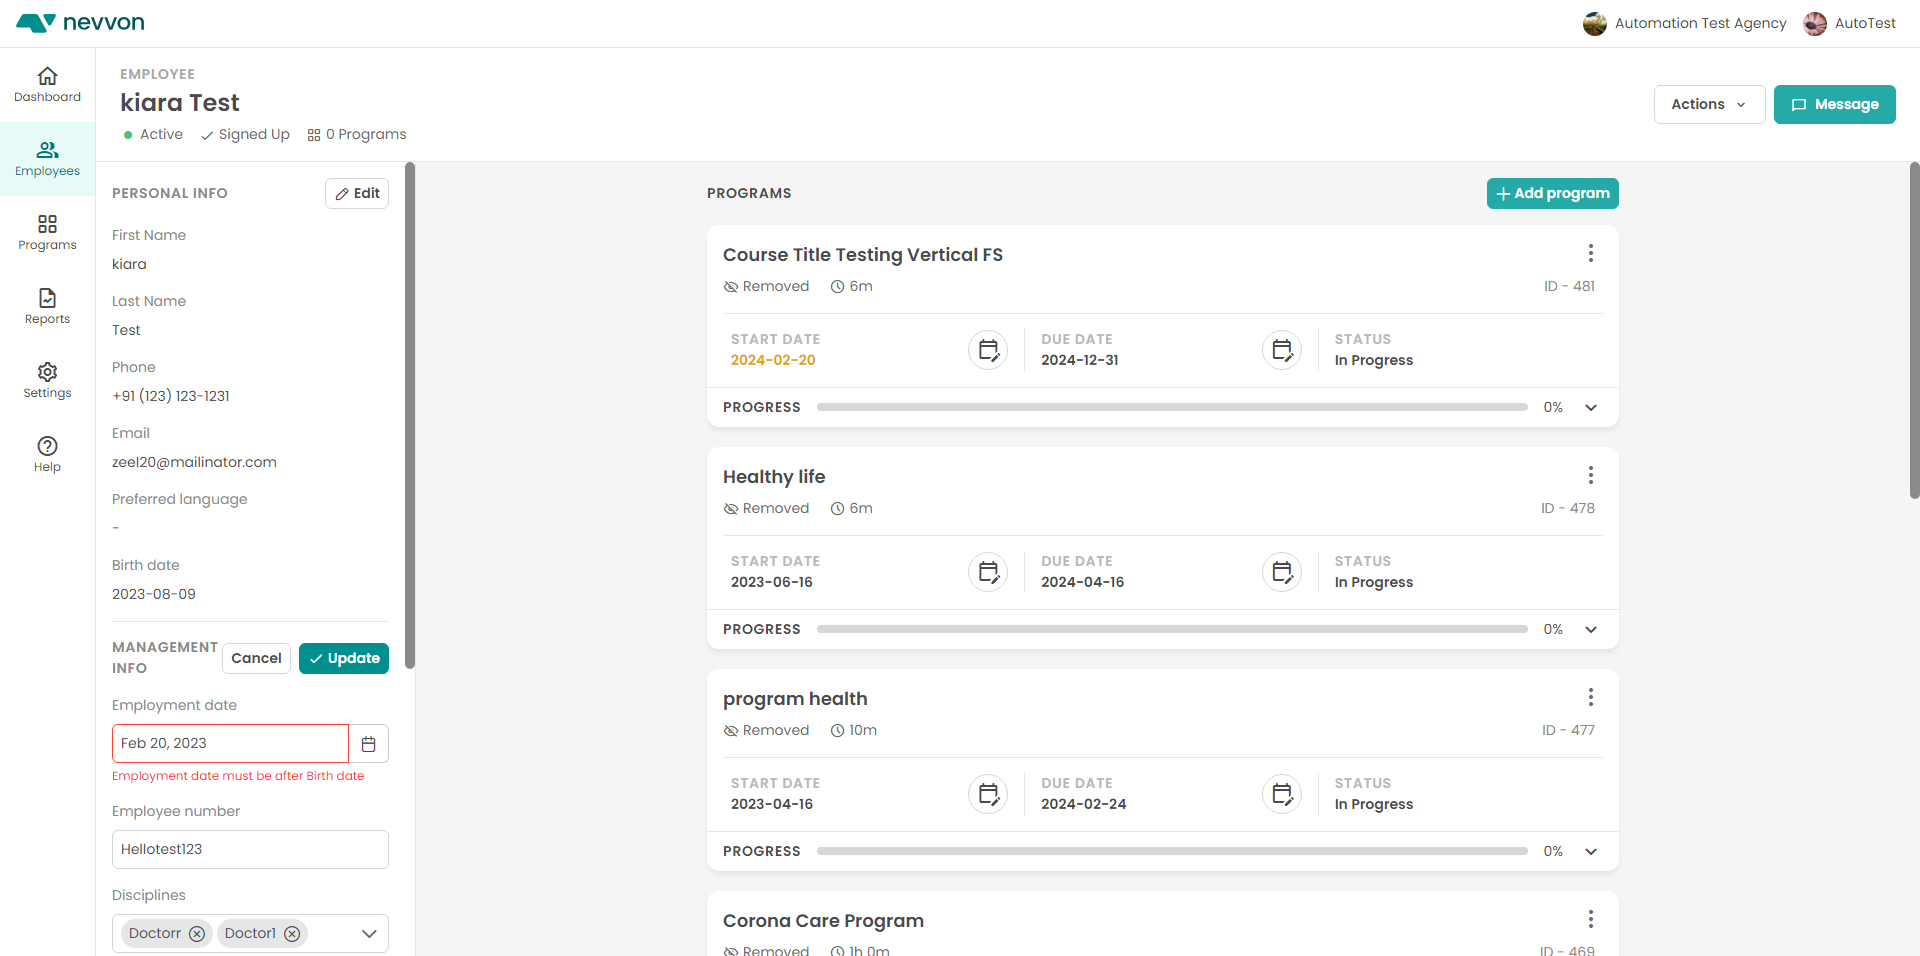 nevvon
Automation Test Agency
AutoTest
Dashboard
Employees
Programs
Reports
Settings
Help
EMPLOYEE
kiara Test
Active
Signed Up
0 Programs
Actions
Message
PERSONAL INFO
Edit
First Name
kiara
Last Name
Test
Phone
+91 (123) 123-1231
Email
zeel20@mailinator.com
Preferred language
-
Birth date
2023-08-09
MANAGEMENT
INFO
Cancel
Update
Employment date
Feb 20, 2023
Employment date must be after Birth date
Employee number
Hellotest123
Disciplines
Doctorr
Doctor1
PROGRAMS
Add program
Course Title Testing Vertical FS
Removed
6m
ID - 481
START DATE
2024-02-20
DUE DATE
2024-12-31
STATUS
In Progress
PROGRESS
0%
Healthy life
Removed
6m
ID - 478
START DATE
2023-06-16
DUE DATE
2024-04-16
STATUS
In Progress
PROGRESS
0%
program health
Removed
10m
ID - 477
START DATE
2023-04-16
DUE DATE
2024-02-24
STATUS
In Progress
PROGRESS
0%
Corona Care Program
Removed
1h 0m
ID - 469